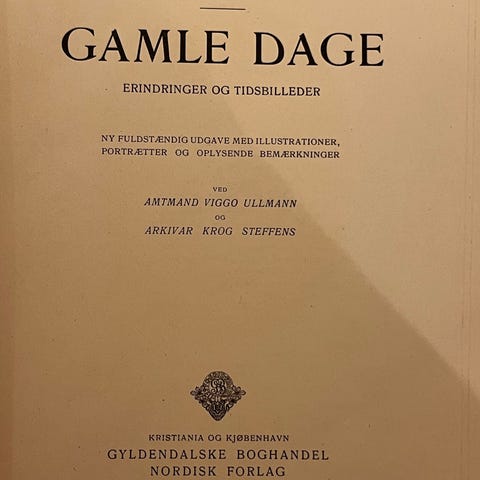 GAMLE DAGE
ERINDRINGER OG TIDSBILLEDER
NY FULDSTÆNDIG UDGAVE MED ILLUSTRATIONER,
PORTRÆTTER OG OPLYSENDE BEMÆRKNINGER
VED
AMTMAND VIGGO ULLMANN
OG
ARKIVAR KROG STEFFENS
KRISTIANIA OG KJØBENHAVN
GYLDENDALSKE BOGHANDEL
NORDISK FORLAG